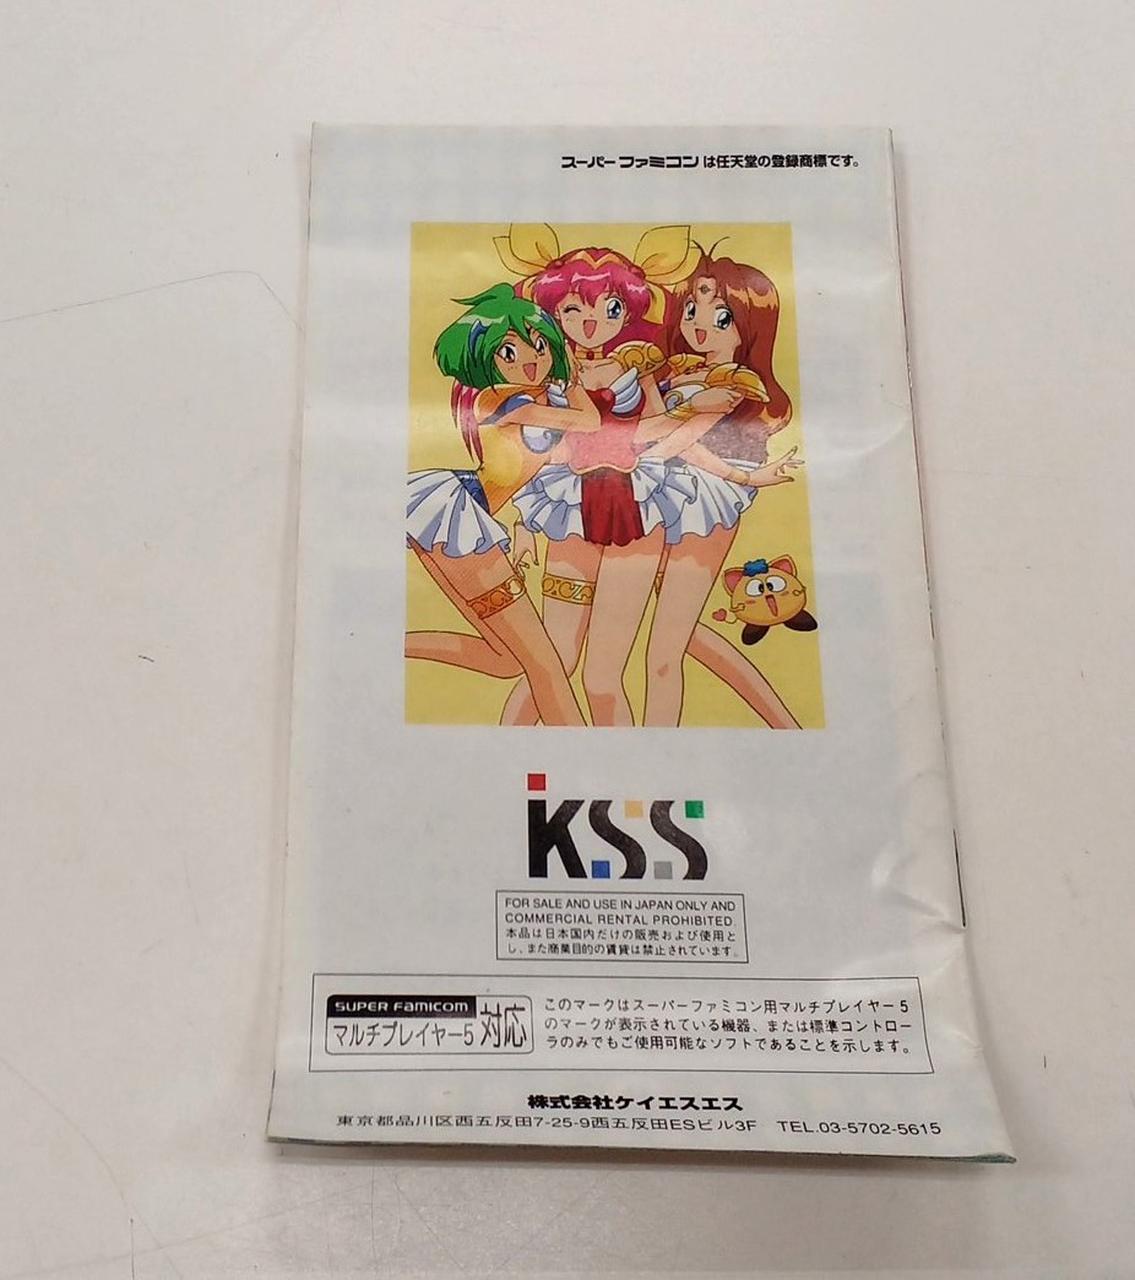 スーパーファミコンは任天堂の登録商標です。
KSS
FOR SALE AND USE IN JAPAN ONLY AND
COMMERCIAL RENTAL PROHIBITED.
本品は日本国内だけの販売および使用と
し、また商業目的の賃貸は禁止されています。
SUPER FAMICOM
マルチプレイヤー5 対応
このマークはスーパーファミコン用マルチプレイヤー5
のマークが表示されている機器、または標準コントロー
ラのみでもご使用可能なソフトであることを示します。
株式会社ケイエスエス
東京都品川区西五反田7-25-9西五反田ESビル3F TEL.03-5702-5615